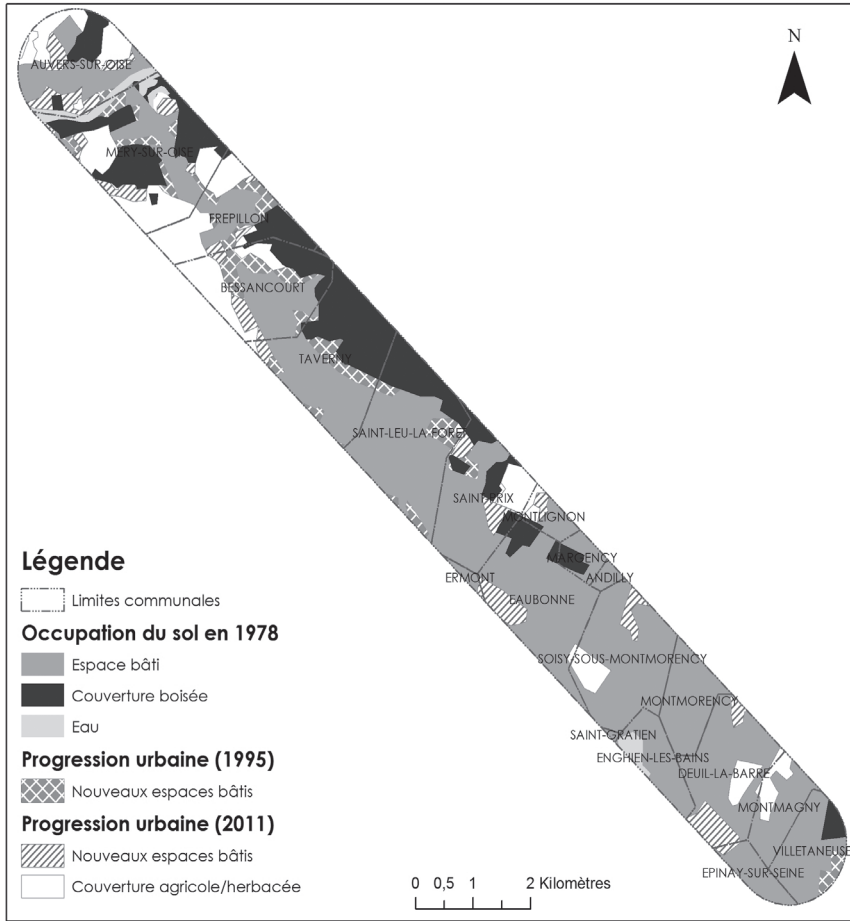 N
AUVERS-SUR-OISE
MERY-SUR-OISE
FREPILLON
BESSANCOURT
TAVERNY
SAINT-LEU-LA-FORET
SAINT-PRIX
MONTLIGNON
MARGENCY
ERMONT
ANDILLY
EAUBONNE
SOISY-SOUS-MONTMORENCY
MONTMORENCY
SAINT-GRATIEN
ENGHIEN-LES-BAINS
DEUIL-LA-BARRE
MONTMAGNY
VILLETANEUSE
EPINAY-SUR-SEINE
Légende
Limites communales
Occupation du sol en 1978
Espace bâti
Couverture boisée
Eau
Progression urbaine (1995)
Nouveaux espaces bâtis
Progression urbaine (2011)
Nouveaux espaces bâtis
Couverture agricole/herbacée
0 0,5 1 2 Kilomètres